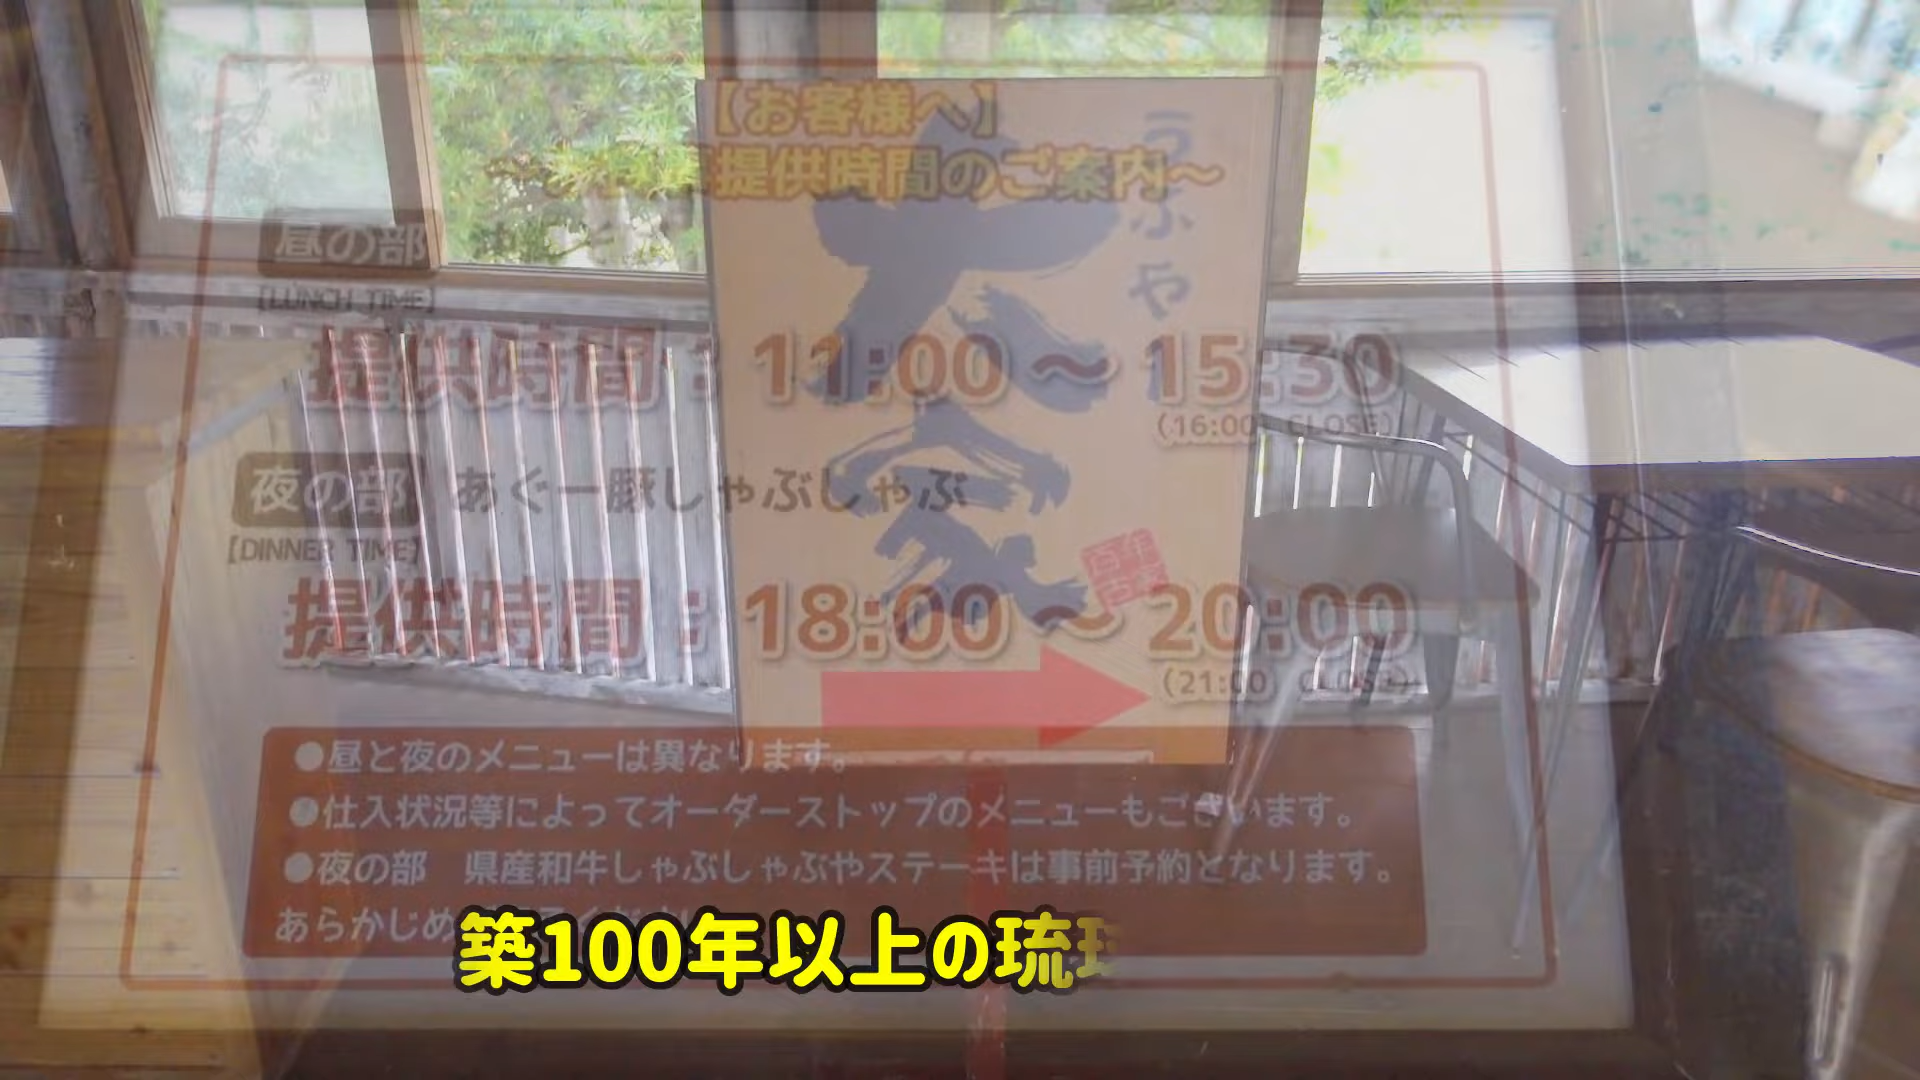 【お客様へ】
提供時間のご案内～
うふや
大家
昼の部
【LUNCH TIME】
提供時間：11:00～15:30
(16:00 CLOSE)
夜の部 あぐー豚しゃぶしゃぶ
【DINNER TIME】
提供時間：18:00～20:00
(21:00 CLOSE)
●昼と夜のメニューは異なります。
●仕入状況等によってオーダーストップのメニューもございます。
●夜の部 県産和牛しゃぶしゃぶやステーキは事前予約となります。
あらかじめ
築100年以上の琉